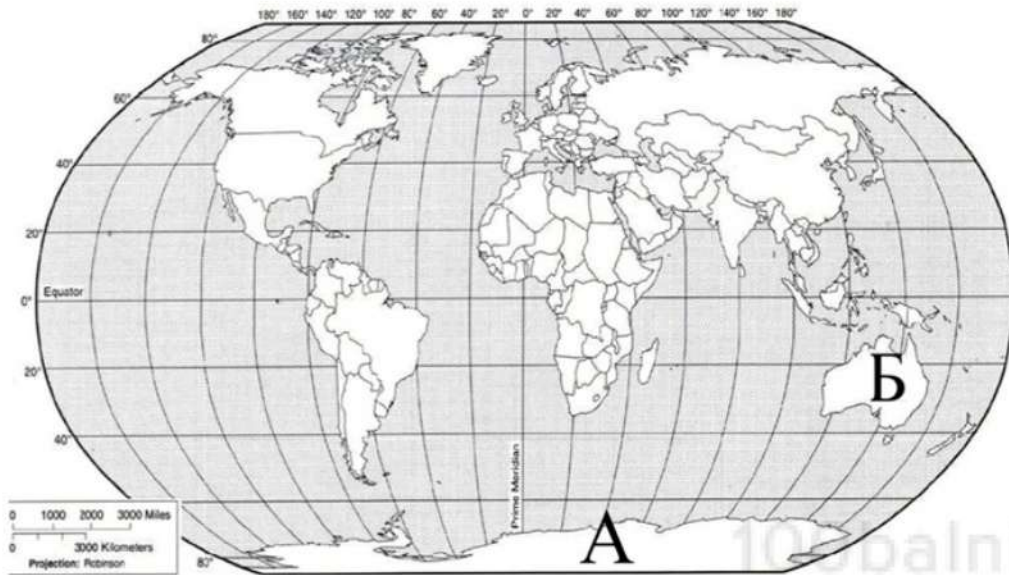 180° 160° 140° 120° 100° 80° 60° 40° 20° 0° 20° 40° 60° 80° 100° 120° 140° 160° 180°
80°
60°
40°
20°
Equator
0°
20°
Б
40°
Prime Meridian
0 1000 2000 3000 Miles
0 3000 Kilometers
Projection: Robinson
80°
А
100baln